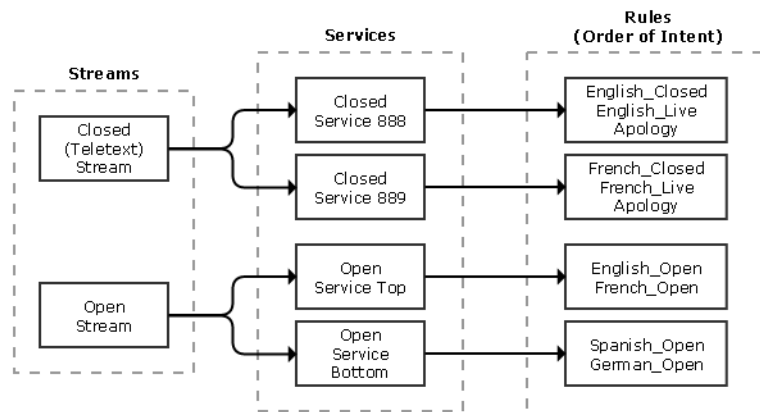 Streams
Services
Rules
(Order of Intent)
Closed
(Teletext)
Stream
Closed
Service 888
English_Closed
English_Live
Apology
Closed
Service 889
French_Closed
French_Live
Apology
Open
Stream
Open
Service Top
English_Open
French_Open
Open
Service
Bottom
Spanish_Open
German_Open